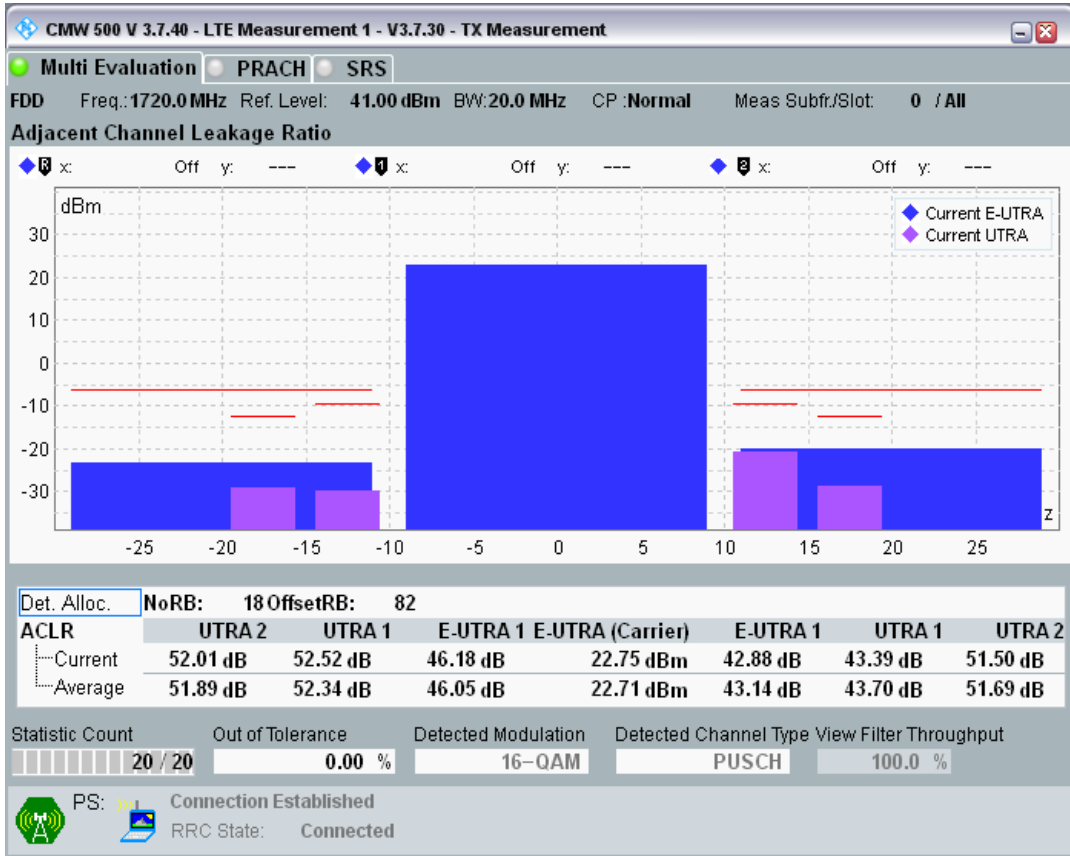 CMW 500 V 3.7.40 - LTE Measurement 1 - V3.7.30 - TX Measurement
Multi Evaluation PRACH SRS
FDD Freq.:1720.0 MHz Ref. Level: 41.00 dBm BW:20.0 MHz CP :Normal Meas Subfr./Slot: 0 / All
Adjacent Channel Leakage Ratio
R x: Off y: --- 1 x: Off y: --- 2 x: Off y: ---
dBm
Current E-UTRA
Current UTRA
30
20
10
0
-10
-20
-30
z
-25 -20 -15 -10 -5 0 5 10 15 20 25
Det. Alloc. NoRB: 18 OffsetRB: 82
ACLR UTRA 2 UTRA 1 E-UTRA 1 E-UTRA (Carrier) E-UTRA 1 UTRA 1 UTRA 2
Current 52.01 dB 52.52 dB 46.18 dB 22.75 dBm 42.88 dB 43.39 dB 51.50 dB
Average 51.89 dB 52.34 dB 46.05 dB 22.71 dBm 43.14 dB 43.70 dB 51.69 dB
Statistic Count Out of Tolerance Detected Modulation Detected Channel Type View Filter Throughput
20 / 20 0.00 % 16-QAM PUSCH 100.0 %
PS: Connection Established
RRC State: Connected